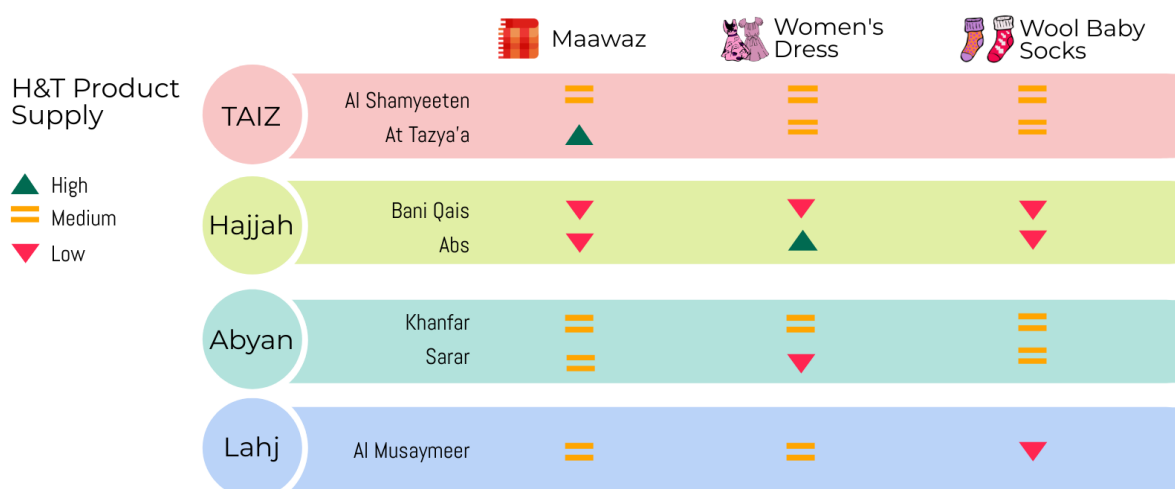 Maawaz
Women's
Dress
Wool Baby
Socks
H&T Product
Supply
High
Medium
Low
TAIZ
Al Shamyeeten
At Tazya'a
Hajjah
Bani Qais
Abs
Abyan
Khanfar
Sarar
Lahj
Al Musaymeer